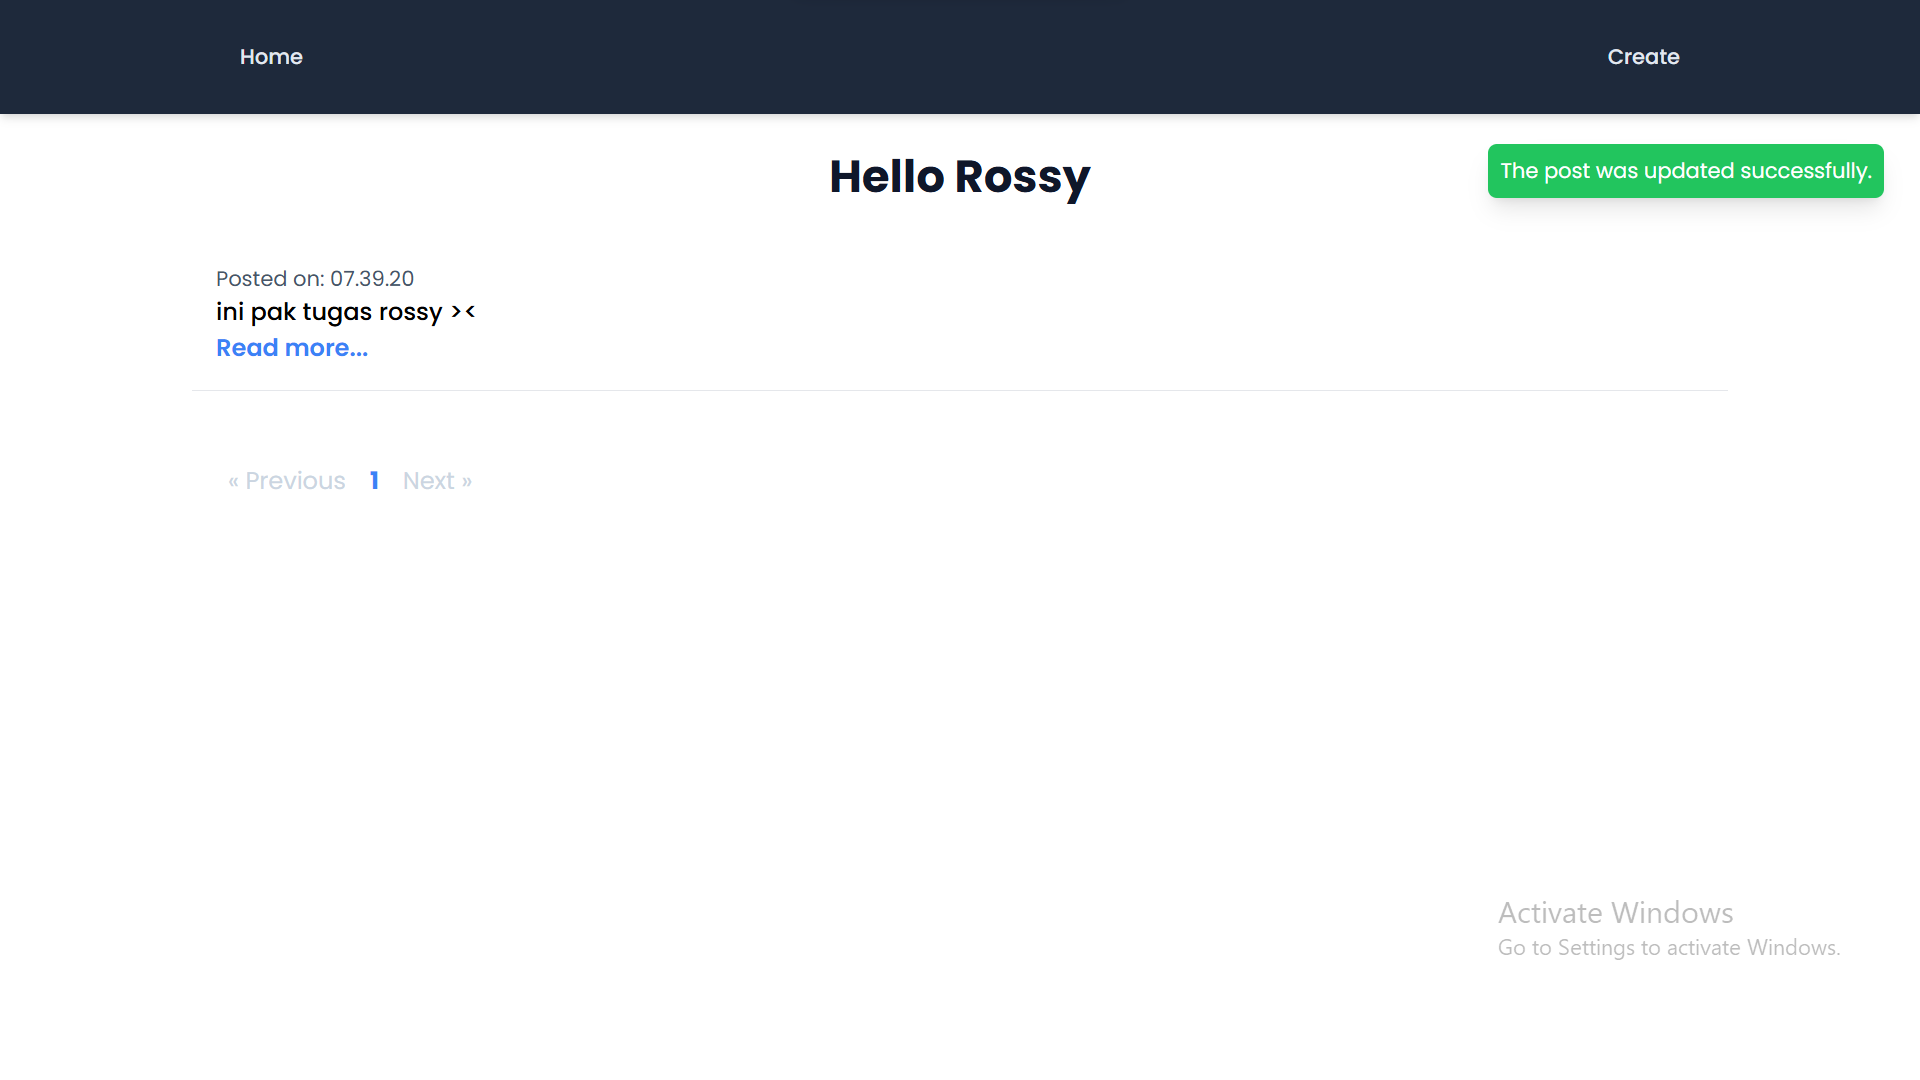 Home
Create
Hello Rossy
The post was updated successfully.
Posted on: 07.39.20
ini pak tugas rossy ><
Read more...
« Previous 1 Next »
Activate Windows
Go to Settings to activate Windows.